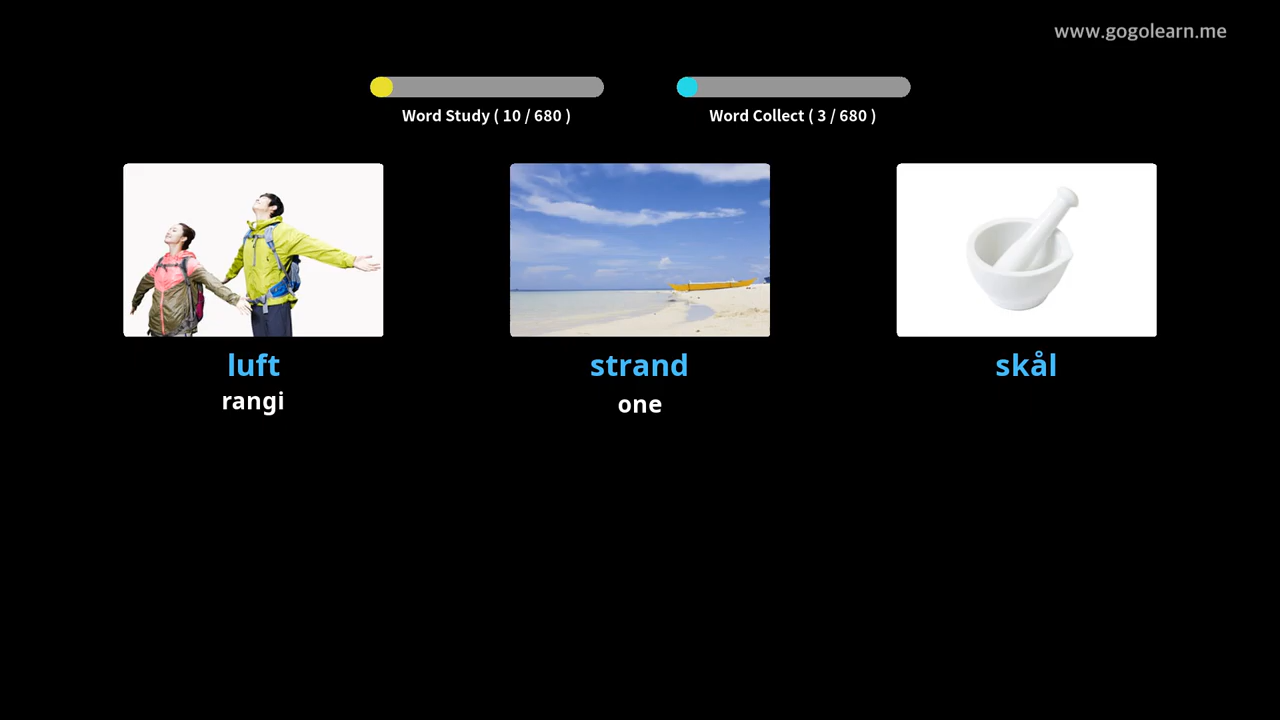 www.gogolearn.me
Word Study ( 10 / 680 )
Word Collect ( 3 / 680 )
luft
strand
skål
rangi
one